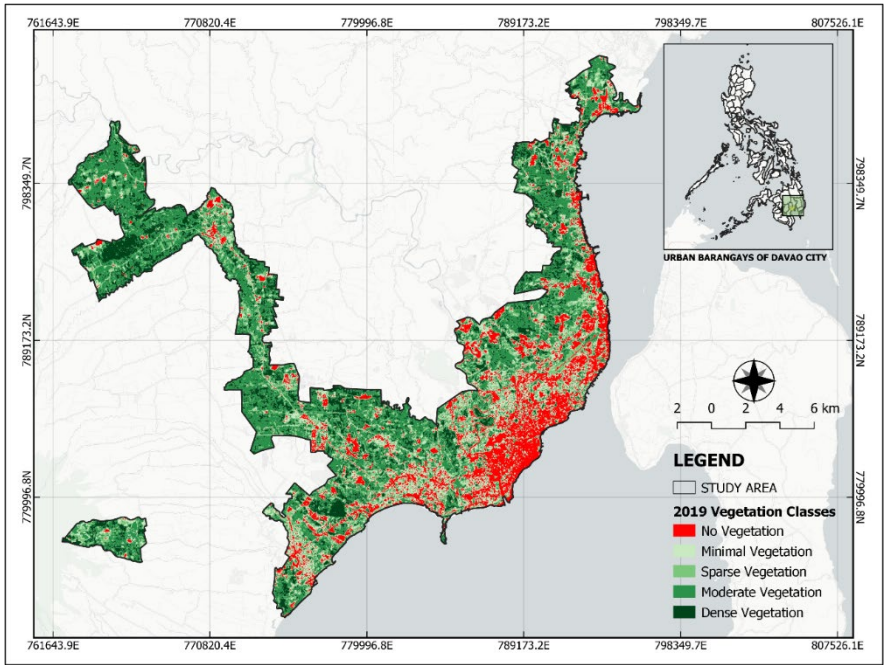 761643.9E 770820.4E 779996.8E 789173.2E 798349.7E 807526.1E
798349.7N 798349.7N
URBAN BARANGAYS OF DAVAO CITY
789173.2N 789173.2N
2 0 2 4 6 km
LEGEND
STUDY AREA
2019 Vegetation Classes
No Vegetation
Minimal Vegetation
Sparse Vegetation
Moderate Vegetation
Dense Vegetation
779996.8N 779996.8N
761643.9E 770820.4E 779996.8E 789173.2E 798349.7E 807526.1E